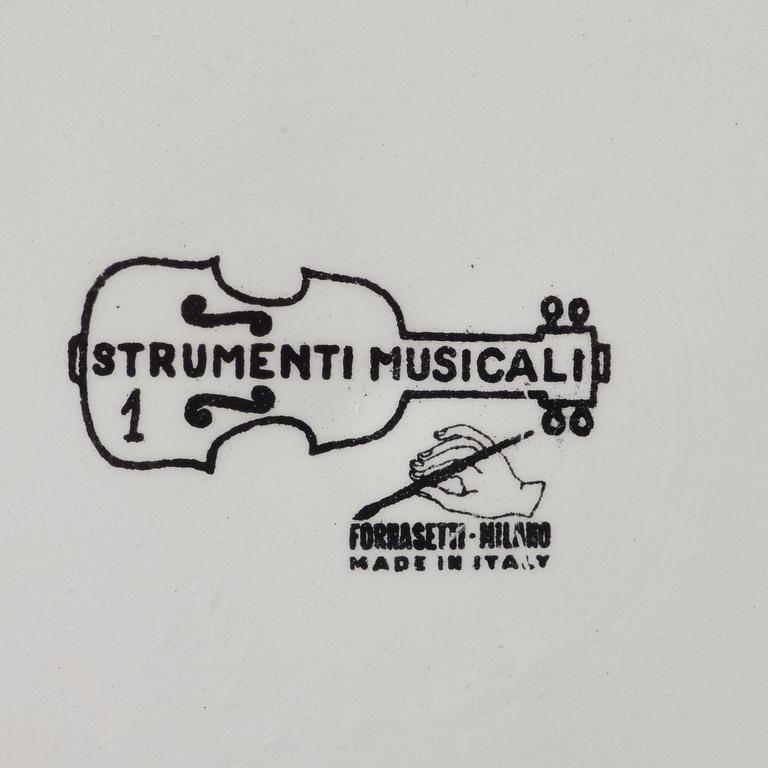 STRUMENTI MUSICALI
1
FORNASETTI · MILANO
MADE IN ITALY